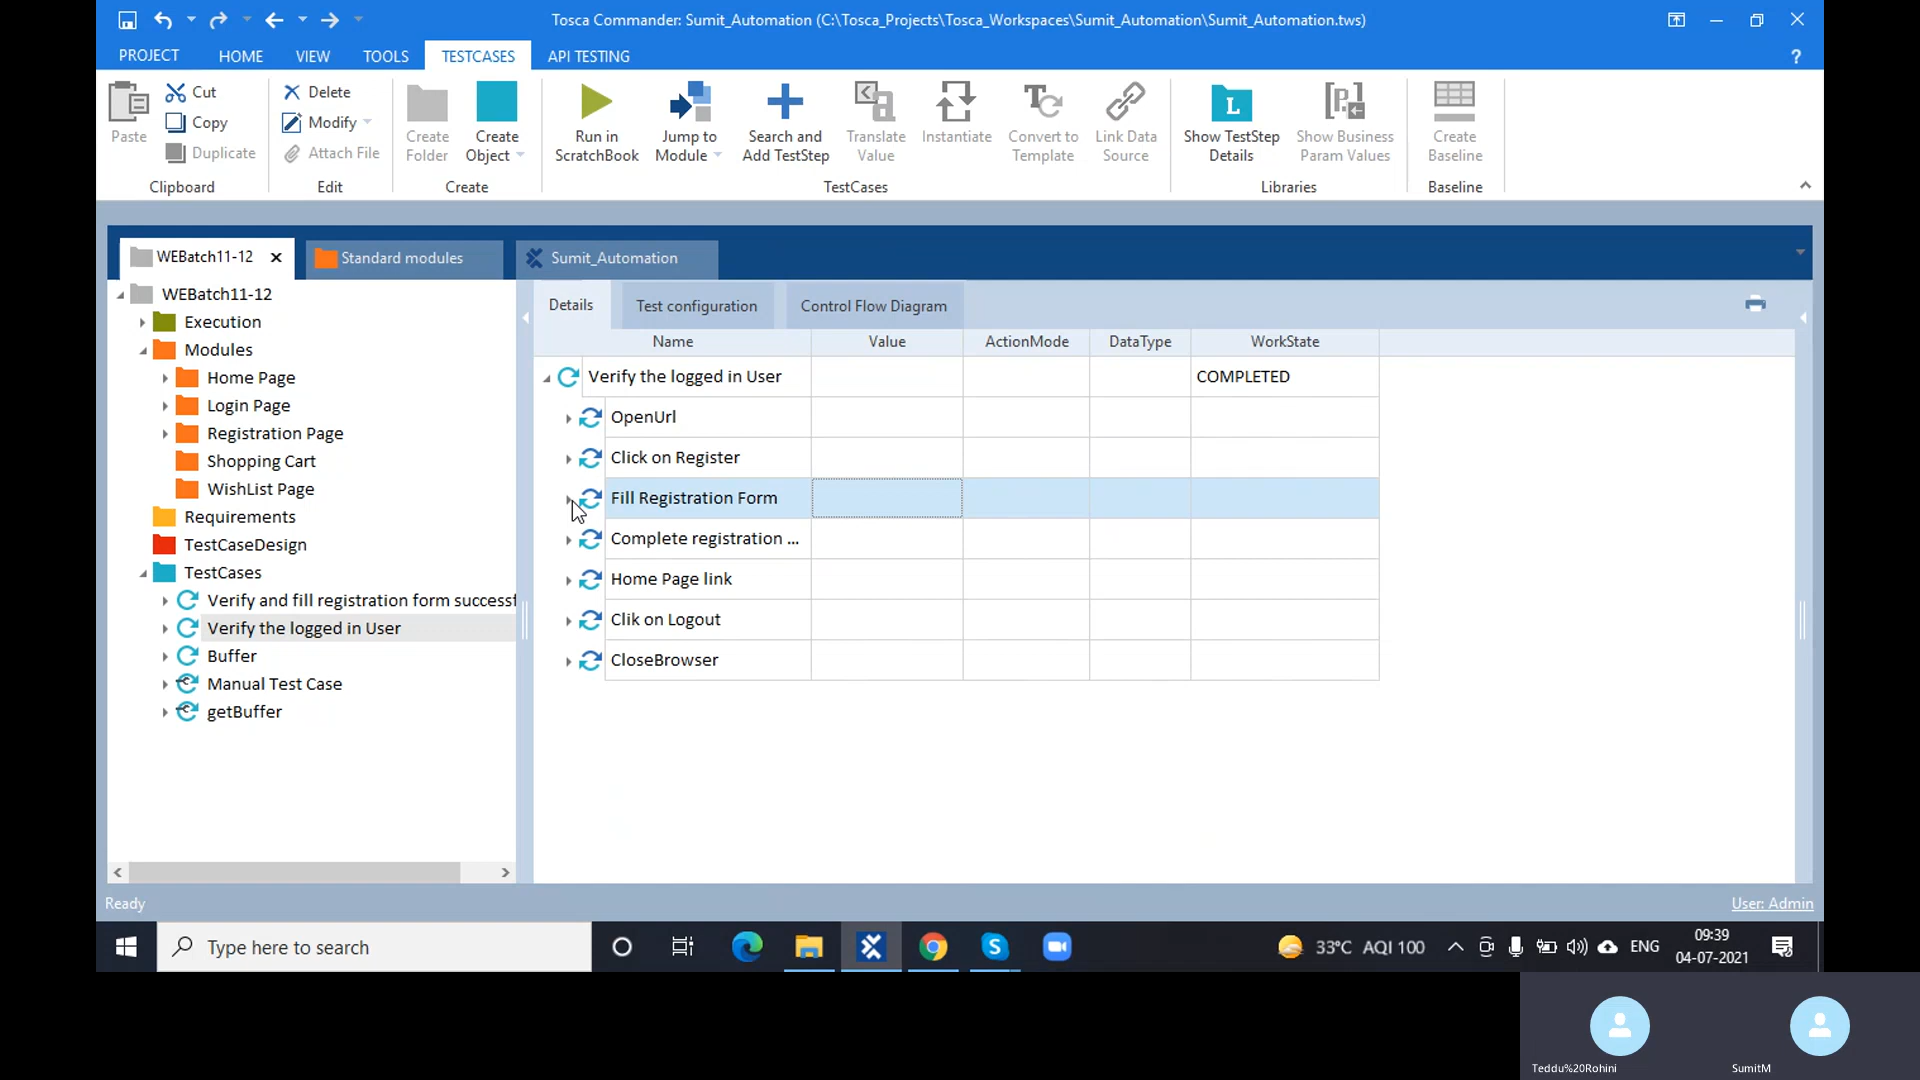 Tosca Commander: Sumit_Automation (C:\Tosca_Projects\Tosca_Workspaces\Sumit_Automation\Sumit_Automation.tws)
PROJECT HOME VIEW TOOLS TESTCASES API TESTING ?
Paste
Cut
Copy
Duplicate
Clipboard
Delete
Modify
Attach File
Edit
Create
Folder
Create
Object
Create
Run in
ScratchBook
Jump to
Module
Search and
Add TestStep
Translate
Value
Instantiate
Convert to
Template
Link Data
Source
TestCases
L
Show TestStep
Details
Show Business
Param Values
Libraries
Create
Baseline
Baseline
WEBatch11-12 Standard modules Sumit_Automation
WEBatch11-12
Execution
Modules
Home Page
Login Page
Registration Page
Shopping Cart
WishList Page
Requirements
TestCaseDesign
TestCases
Verify and fill registration form successf
Verify the logged in User
Buffer
Manual Test Case
getBuffer
Details Test configuration Control Flow Diagram
Name Value ActionMode DataType WorkState
Verify the logged in User COMPLETED
OpenUrl
Click on Register
Fill Registration Form
Complete registration ...
Home Page link
Clik on Logout
CloseBrowser
Ready User: Admin
Type here to search
33°C AQI 100 ENG
09:39
04-07-2021
Teddu%20Rohini SumitM